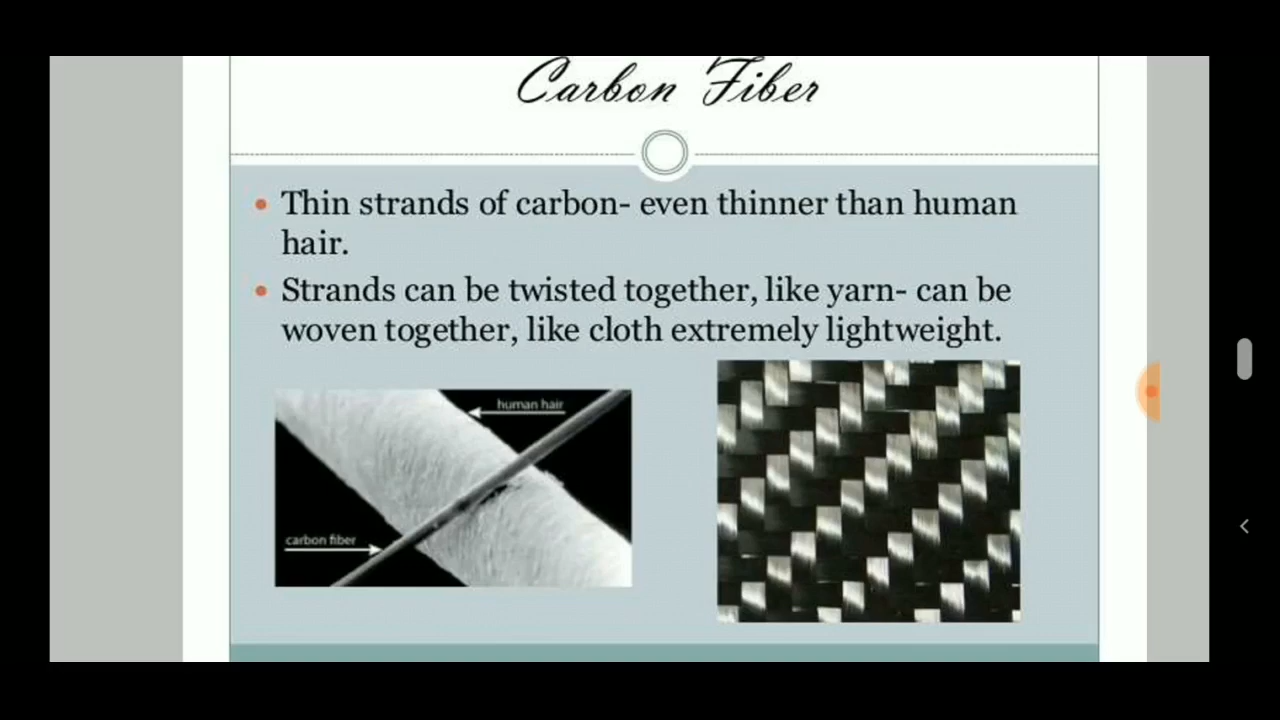 Carbon Fiber
Thin strands of carbon- even thinner than human
hair.
Strands can be twisted together, like yarn- can be
woven together, like cloth extremely lightweight.
human hair
carbon fiber